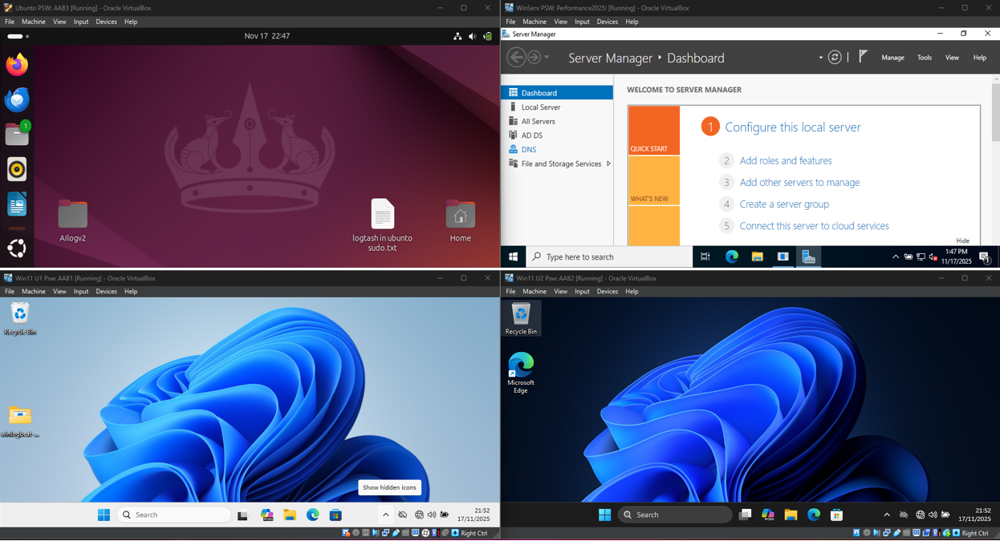 Ubunto PSW: AAB3 [Running] - Oracle VirtualBox
File Machine View Input Devices Help
Nov 17 22:47
1
AIlogv2
logtash in ubunto
sudo.txt
Home
WinServ PSW: Performance2025! [Running] - Oracle VirtualBox
File Machine View Input Devices Help
Server Manager
Server Manager Dashboard
Manage Tools View Help
Dashboard
Local Server
All Servers
AD DS
DNS
File and Storage Services
WELCOME TO SERVER MANAGER
QUICK START
WHAT'S NEW
1 Configure this local server
2 Add roles and features
3 Add other servers to manage
4 Create a server group
5 Connect this server to cloud services
Hide
Type here to search
1:47 PM
11/17/2025
1
Win11 U1 Psw: AAB1 [Running] - Oracle VirtualBox
File Machine View Input Devices Help
Recycle Bin
winlogbeat-...
Show hidden icons
Search
M365
21:52
17/11/2025
Right Ctrl
Win11 U2 Psw: AAB2 [Running] - Oracle VirtualBox
File Machine View Input Devices Help
Recycle Bin
Microsoft
Edge
Search
M365
21:52
17/11/2025
Right Ctrl